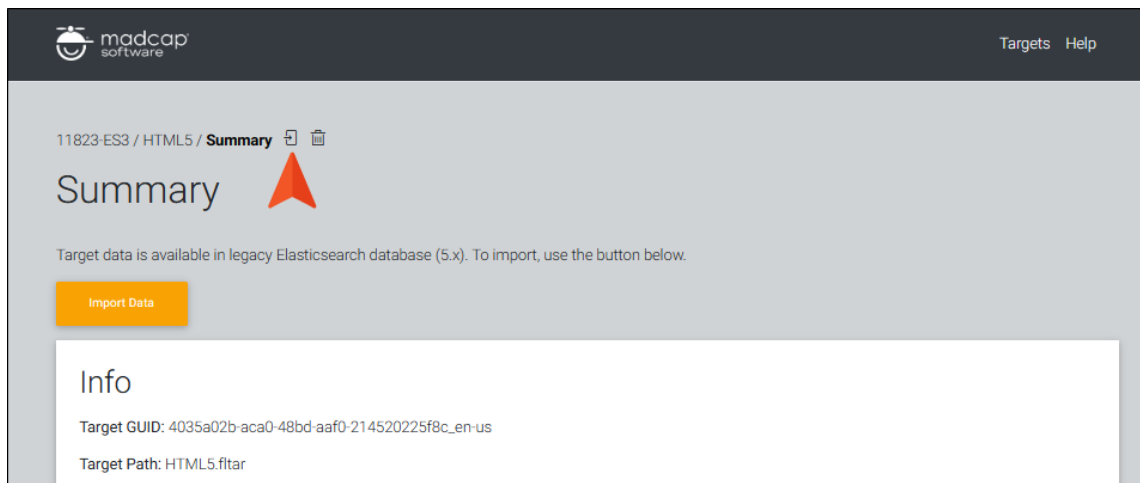 madcap
software
Targets Help
11823-ES3 / HTML5 / Summary
Summary
Target data is available in legacy Elasticsearch database (5.x). To import, use the button below.
Import Data
Info
Target GUID: 4035a02b-aca0-48bd-aaf0-214520225f8c_en-us
Target Path: HTML5.fltar